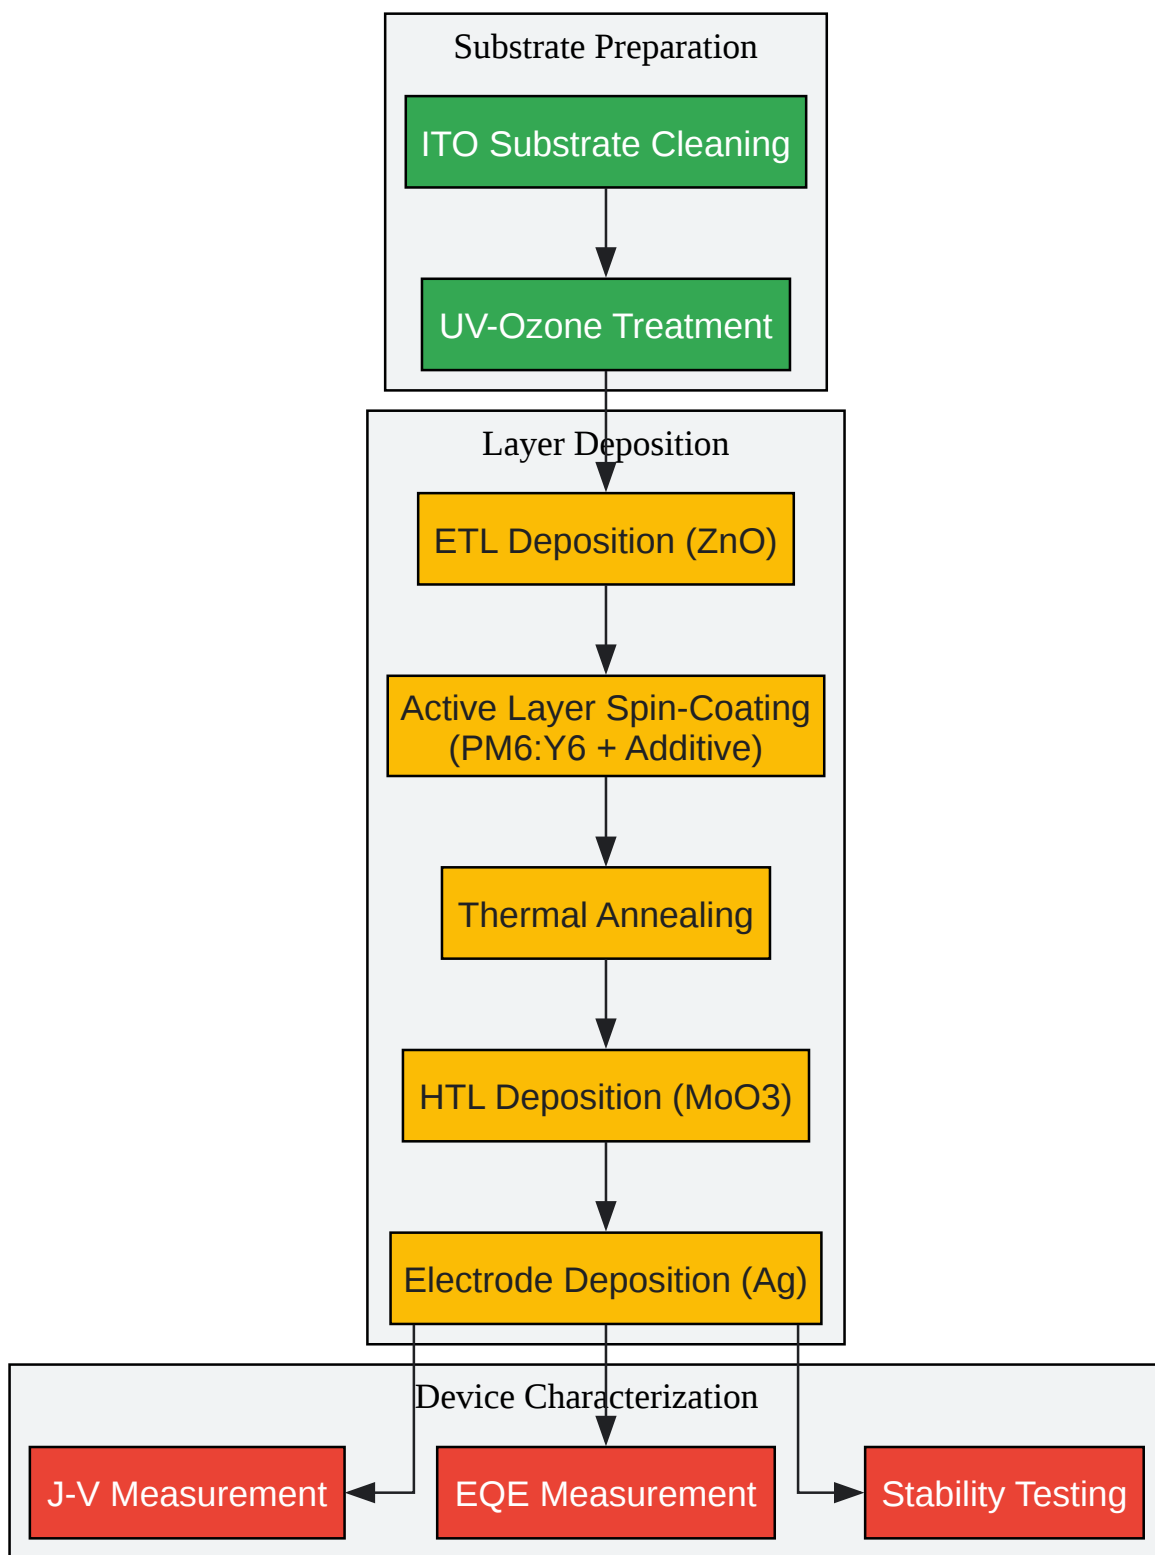 Substrate Preparation
ITO Substrate Cleaning
UV-Ozone Treatment
Layer Deposition
ETL Deposition (ZnO)
Active Layer Spin-Coating
(PM6:Y6 + Additive)
Thermal Annealing
HTL Deposition (MoO3)
Electrode Deposition (Ag)
Device Characterization
J-V Measurement
EQE Measurement
Stability Testing